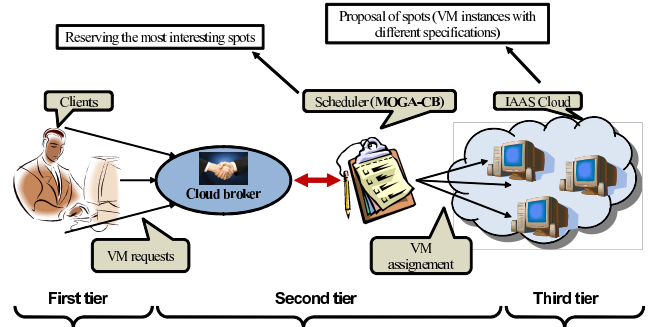 Proposal of spots (VM instances with
different specifications)
Reserving the most interesting spots
Clients
Scheduler (MOGA-CB)
IAAS Cloud
Cloud broker
VM requests
VM
assignement
First tier
Second tier
Third tier